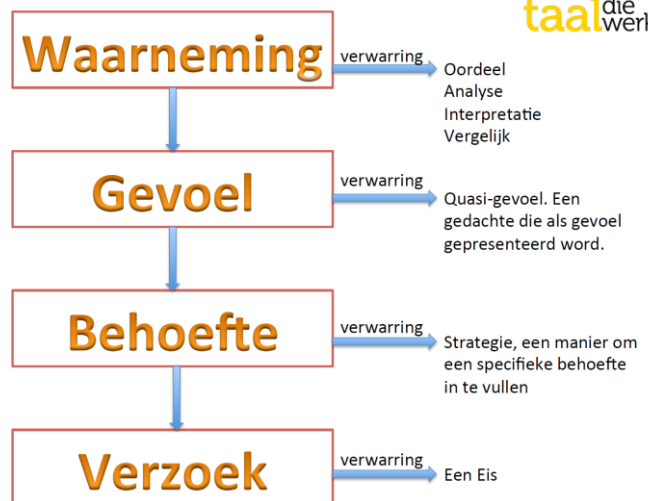 taal die
werk
Waarneming
verwarring
Oordeel
Analyse
Interpretatie
Vergelijk
Gevoel
verwarring
Quasi-gevoel. Een
gedachte die als gevoel
gepresenteerd word.
Behoefte
verwarring
Strategie, een manier om
een specifieke behoefte
in te vullen
Verzoek
verwarring
Een Eis